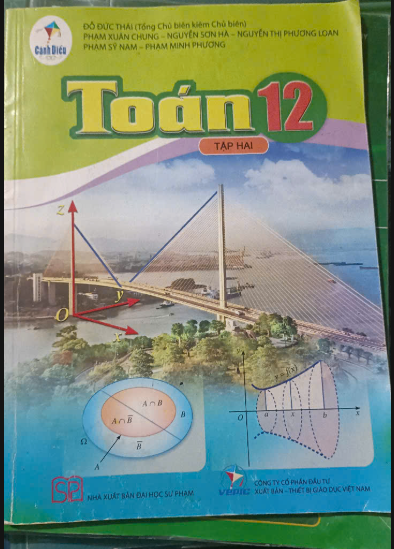 Cánh Diều
ĐỖ ĐỨC THÁI (Tổng Chủ biên kiêm Chủ biên)
PHẠM XUÂN CHUNG – NGUYỄN SƠN HÀ – NGUYỄN THỊ PHƯƠNG LOAN
PHẠM SỸ NAM – PHẠM MINH PHƯƠNG
Toán 12
TẬP HAI
z
y
O
x
A ∩ B
A ∩ B̅
B
Ω
B̅
A
O
a
x
b
x
NHÀ XUẤT BẢN ĐẠI HỌC SƯ PHẠM
VEPIC
CÔNG TY CỔ PHẦN ĐẦU TƯ
XUẤT BẢN – THIẾT BỊ GIÁO DỤC VIỆT NAM